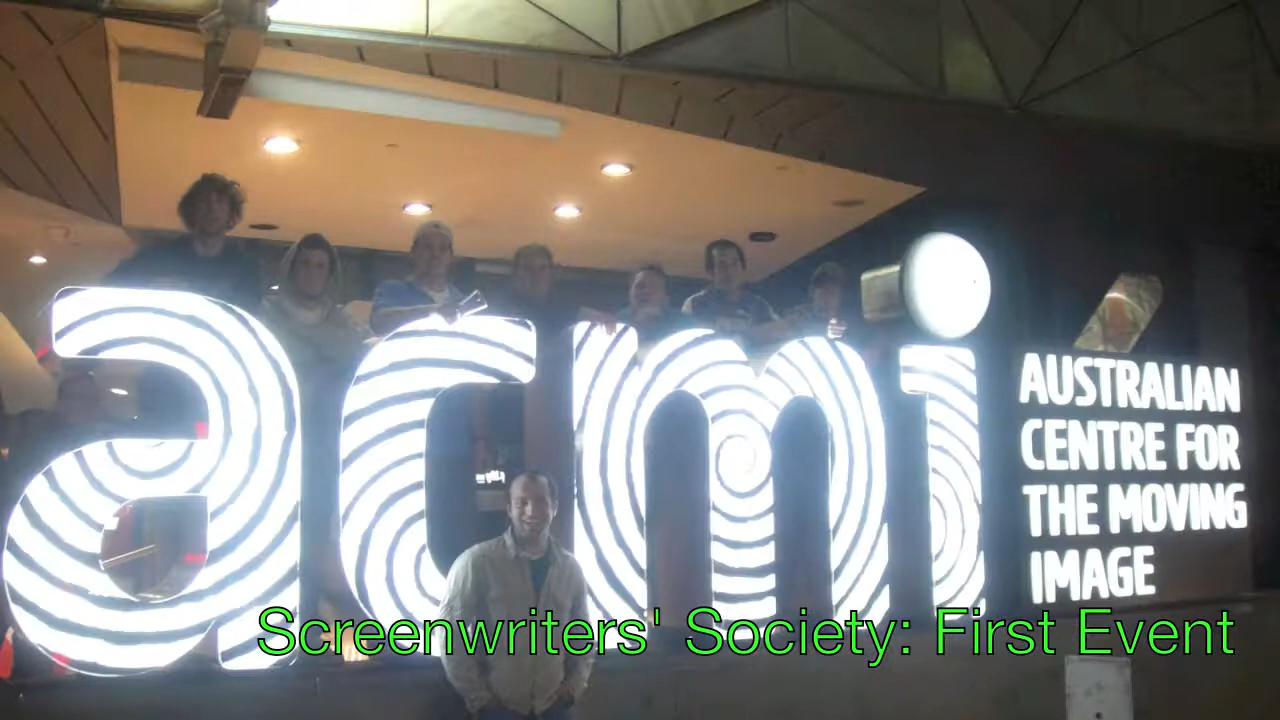 acmi
AUSTRALIAN
CENTRE FOR
THE MOVING
IMAGE
Screenwriters' Society: First Event